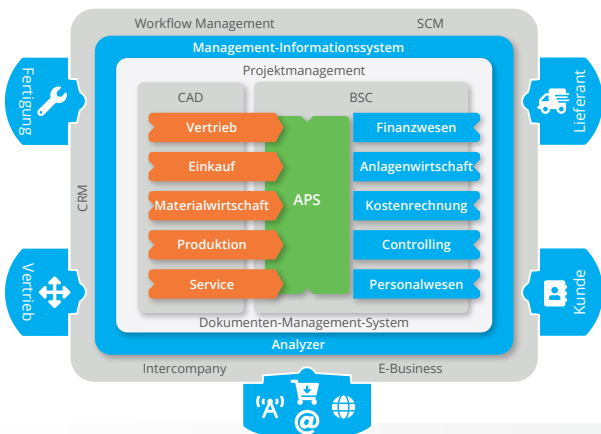 Workflow Management SCM
Management-Informationssystem
Projektmanagement
CAD BSC
Fertigung
Lieferant
Vertrieb Finanzwesen
Einkauf Anlagenwirtschaft
APS
Materialwirtschaft Kostenrechnung
CRM
Produktion Controlling
Service Personalwesen
Vertrieb
Kunde
Dokumenten-Management-System
Analyzer
Intercompany E-Business
@